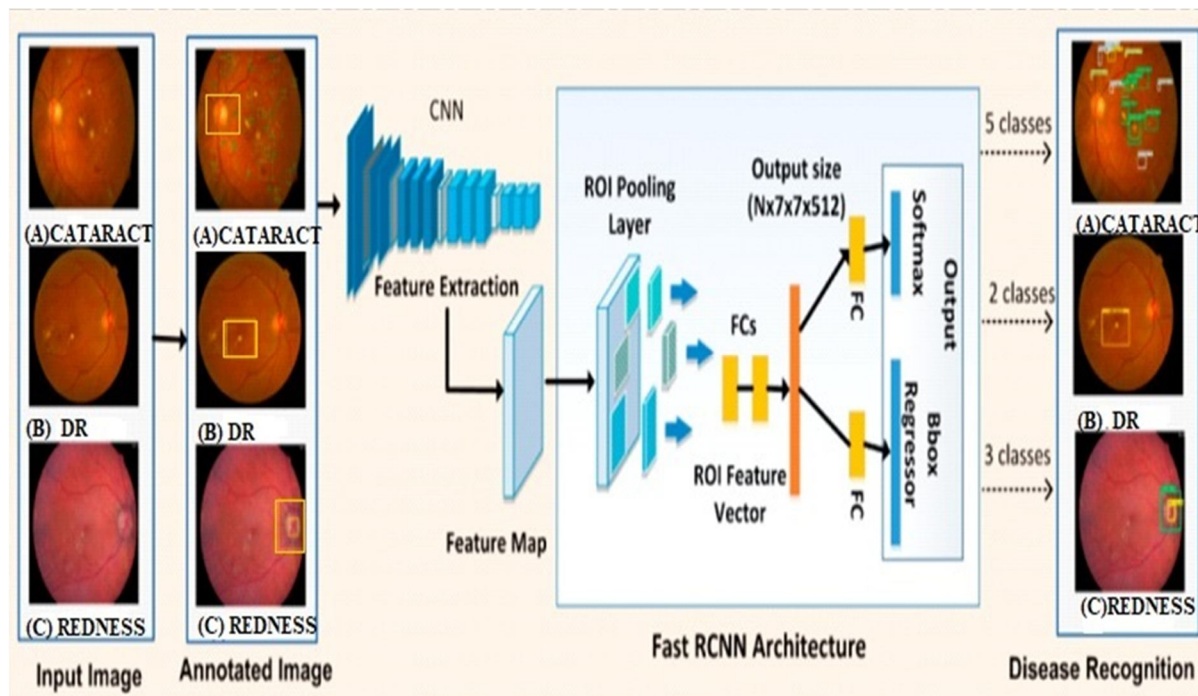 (A)CATARACT
(B) DR
(C) REDNESS
Input Image
(A)CATARACT
(B) DR
(C) REDNESS
Annotated Image
CNN
Feature Extraction
Feature Map
ROI Pooling
Layer
FCs
ROI Feature
Vector
Output size
(Nx7x7x512)
FC
FC
Softmax
Bbox
Regressor
Output
Fast RCNN Architecture
5 classes
2 classes
3 classes
(A)CATARACT
(B) DR
(C)REDNESS
Disease Recognition